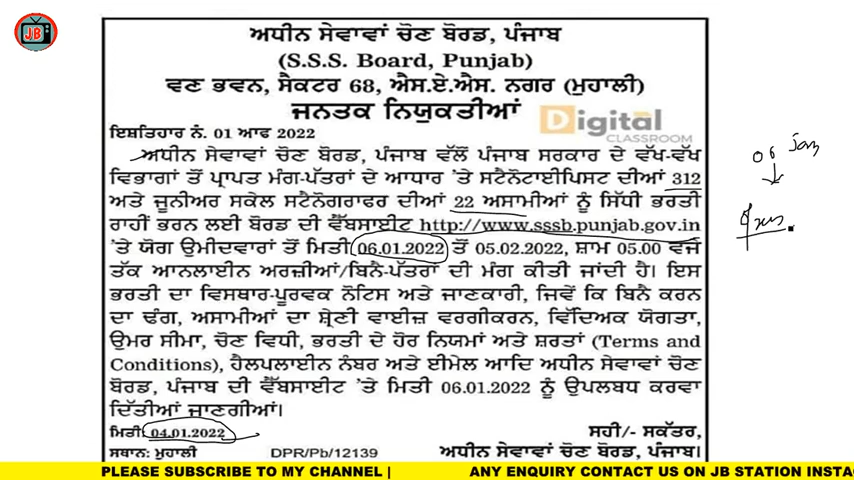 JB
ਅਧੀਨ ਸੇਵਾਵਾਂ ਚੋਣ ਬੋਰਡ, ਪੰਜਾਬ
(S.S.S. Board, Punjab)
ਵਣ ਭਵਨ, ਸੈਕਟਰ 68, ਐਸ.ਏ.ਐਸ. ਨਗਰ (ਮੁਹਾਲੀ)
ਜਨਤਕ ਨਿਯੁਕਤੀਆਂ
Digital
CLASSROOM
ਇਸ਼ਤਿਹਾਰ ਨੰ. 01 ਆਫ 2022
ਅਧੀਨ ਸੇਵਾਵਾਂ ਚੋਣ ਬੋਰਡ, ਪੰਜਾਬ ਵੱਲੋਂ ਪੰਜਾਬ ਸਰਕਾਰ ਦੇ ਵੱਖ-ਵੱਖ
ਵਿਭਾਗਾਂ ਤੋਂ ਪ੍ਰਾਪਤ ਮੰਗ-ਪੱਤਰਾਂ ਦੇ ਆਧਾਰ 'ਤੇ ਸਟੈਨੋਟਾਈਪਿਸਟ ਦੀਆਂ 312
ਅਤੇ ਜੂਨੀਅਰ ਸਕੇਲ ਸਟੈਨੋਗਰਾਫਰ ਦੀਆਂ 22 ਅਸਾਮੀਆਂ ਨੂੰ ਸਿੱਧੀ ਭਰਤੀ
ਰਾਹੀਂ ਭਰਨ ਲਈ ਬੋਰਡ ਦੀ ਵੈੱਬਸਾਈਟ http://www.sssb.punjab.gov.in
'ਤੇ ਯੋਗ ਉਮੀਦਵਾਰਾਂ ਤੋਂ ਮਿਤੀ 06.01.2022 ਤੋਂ 05.02.2022, ਸ਼ਾਮ 05.00 ਵਜੇ
ਤੱਕ ਆਨਲਾਈਨ ਅਰਜ਼ੀਆਂ/ਬਿਨੈ-ਪੱਤਰਾਂ ਦੀ ਮੰਗ ਕੀਤੀ ਜਾਂਦੀ ਹੈ। ਇਸ
ਭਰਤੀ ਦਾ ਵਿਸਥਾਰ-ਪੂਰਵਕ ਨੋਟਿਸ ਅਤੇ ਜਾਣਕਾਰੀ, ਜਿਵੇਂ ਕਿ ਬਿਨੈ ਕਰਨ
ਦਾ ਢੰਗ, ਅਸਾਮੀਆਂ ਦਾ ਸ਼੍ਰੇਣੀ ਵਾਈਜ਼ ਵਰਗੀਕਰਨ, ਵਿੱਦਿਅਕ ਯੋਗਤਾ,
ਉਮਰ ਸੀਮਾ, ਚੋਣ ਵਿਧੀ, ਭਰਤੀ ਦੇ ਹੋਰ ਨਿਯਮਾਂ ਅਤੇ ਸ਼ਰਤਾਂ (Terms and
Conditions), ਹੈਲਪਲਾਈਨ ਨੰਬਰ ਅਤੇ ਈਮੇਲ ਆਦਿ ਅਧੀਨ ਸੇਵਾਵਾਂ ਚੋਣ
ਬੋਰਡ, ਪੰਜਾਬ ਦੀ ਵੈੱਬਸਾਈਟ 'ਤੇ ਮਿਤੀ 06.01.2022 ਨੂੰ ਉਪਲਬਧ ਕਰਵਾ
ਦਿੱਤੀਆਂ ਜਾਣਗੀਆਂ।
ਮਿਤੀ: 04.01.2022 ਸਹੀ/- ਸਕੱਤਰ,
ਸਥਾਨ: ਮੁਹਾਲੀ DPR/Pb/12139 ਅਧੀਨ ਸੇਵਾਵਾਂ ਚੋਣ ਬੋਰਡ, ਪੰਜਾਬ।
06 jan
PLEASE SUBSCRIBE TO MY CHANNEL | ANY ENQUIRY CONTACT US ON JB STATION INSTA